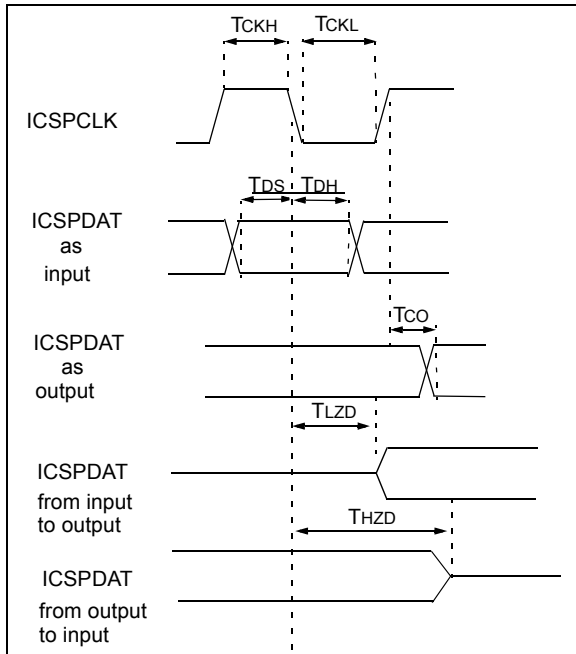 TCKH TCKL
ICSPCLK
TDS TDH
ICSPDAT
as
input
TCO
ICSPDAT
as
output
TLZD
ICSPDAT
from input
to output
THZD
ICSPDAT
from output
to input